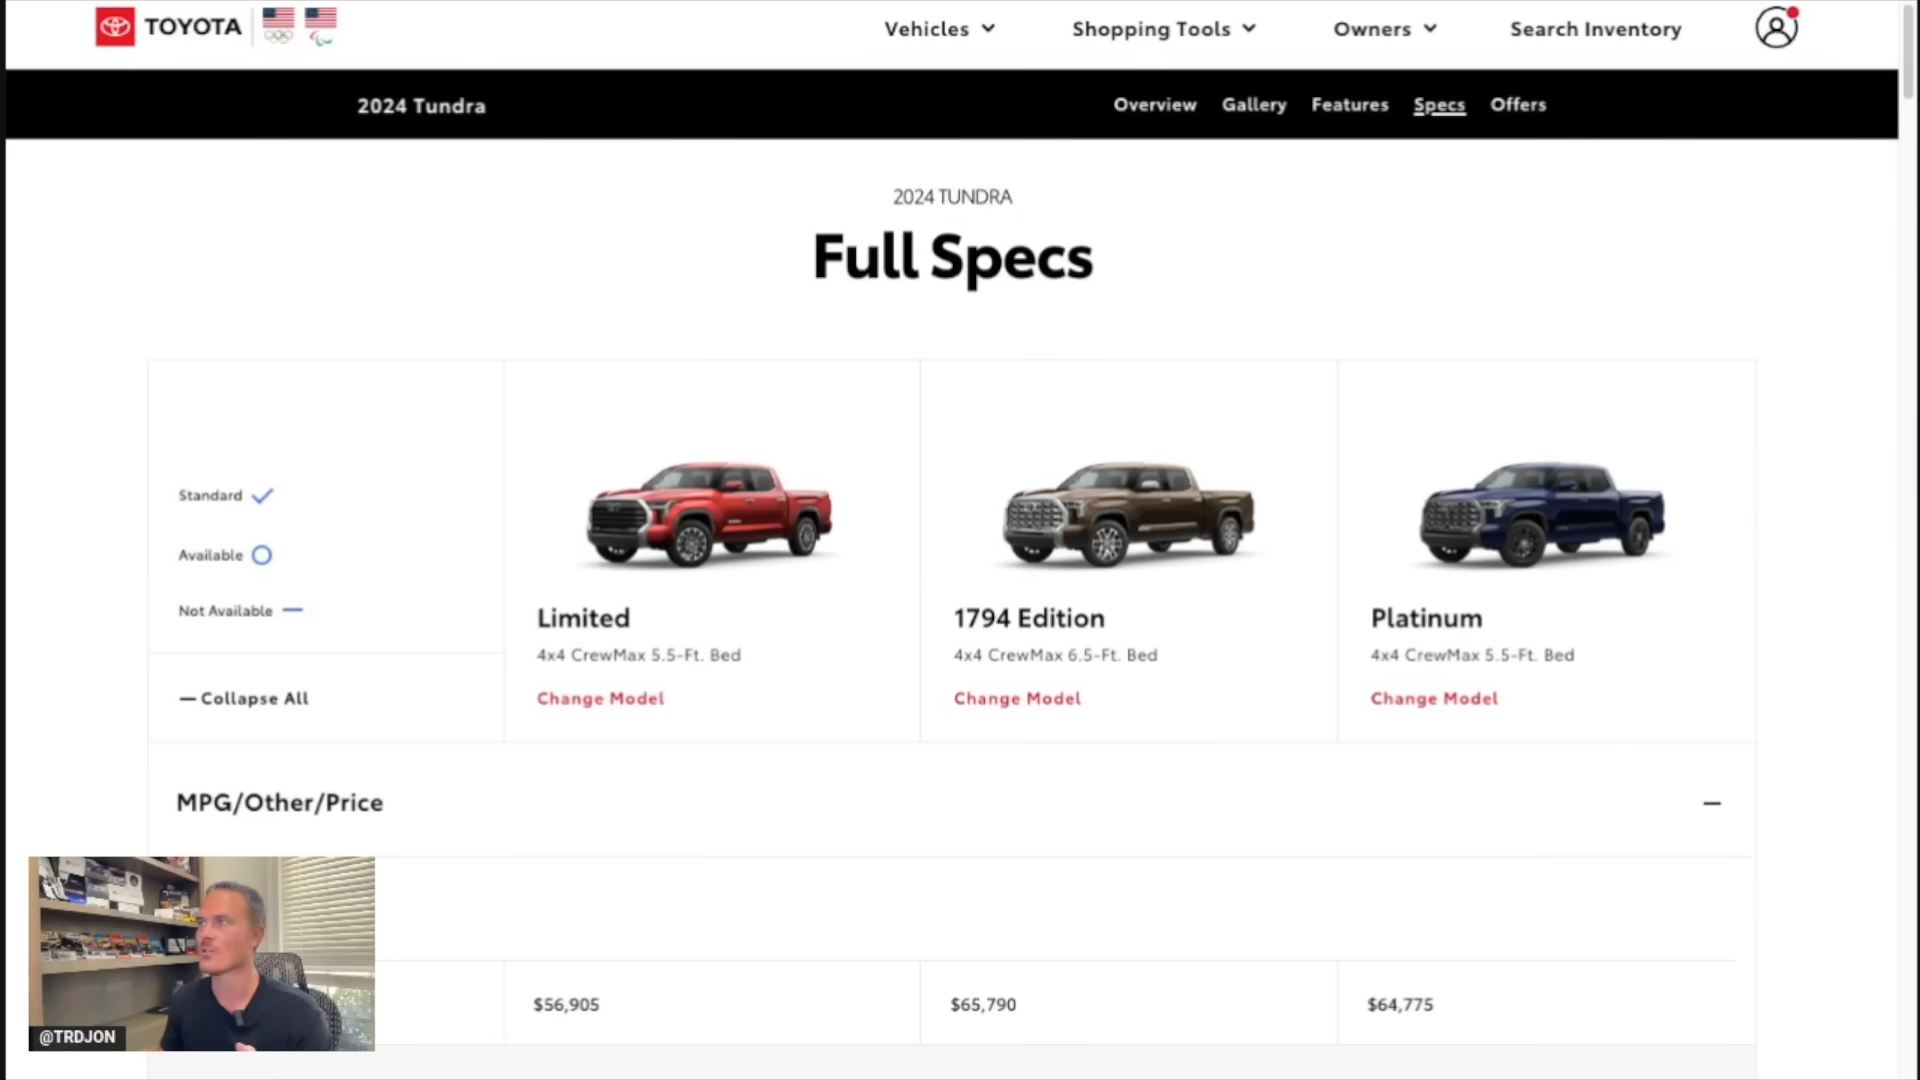 TOYOTA
Vehicles
Shopping Tools
Owners
Search Inventory
2024 Tundra
Overview
Gallery
Features
Specs
Offers
2024 TUNDRA
Full Specs
Standard
Available
Not Available
Collapse All
Limited
4x4 CrewMax 5.5-Ft. Bed
Change Model
1794 Edition
4x4 CrewMax 6.5-Ft. Bed
Change Model
Platinum
4x4 CrewMax 5.5-Ft. Bed
Change Model
MPG/Other/Price
$56,905
$65,790
$64,775
@TRDJON